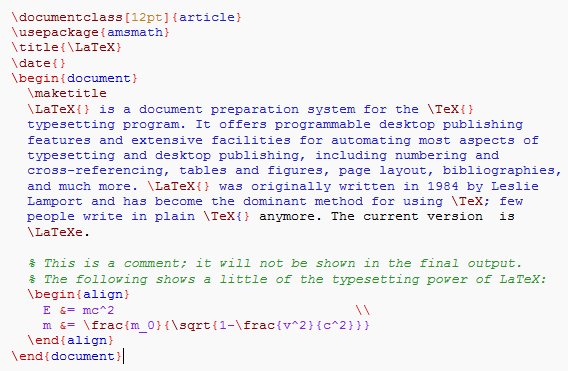 \documentclass[12pt]{article}
\usepackage{amsmath}
\title{\LaTeX}
\date{}
\begin{document}
  \maketitle
  \LaTeX{} is a document preparation system for the \TeX{}
  typesetting program. It offers programmable desktop publishing
  features and extensive facilities for automating most aspects of
  typesetting and desktop publishing, including numbering and
  cross-referencing, tables and figures, page layout, bibliographies,
  and much more. \LaTeX{} was originally written in 1984 by Leslie
  Lamport and has become the dominant method for using \TeX; few
  people write in plain \TeX{} anymore. The current version  is
  \LaTeXe.

  % This is a comment; it will not be shown in the final output.
  % The following shows a little of the typesetting power of LaTeX:
  \begin{align}
    E &= mc^2                              \\
    m &= \frac{m_0}{\sqrt{1-\frac{v^2}{c^2}}}
  \end{align}
\end{document}